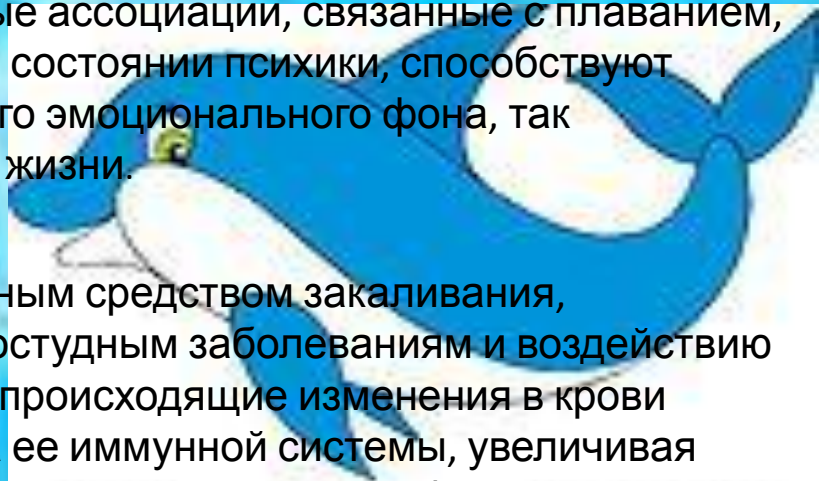 ые ассоциации, связанные с плаванием,
состоянии психики, способствуют
го эмоционального фона, так
жизни.
ным средством закаливания,
остудным заболеваниям и воздействию
происходящие изменения в крови
ее иммунной системы, увеличивая